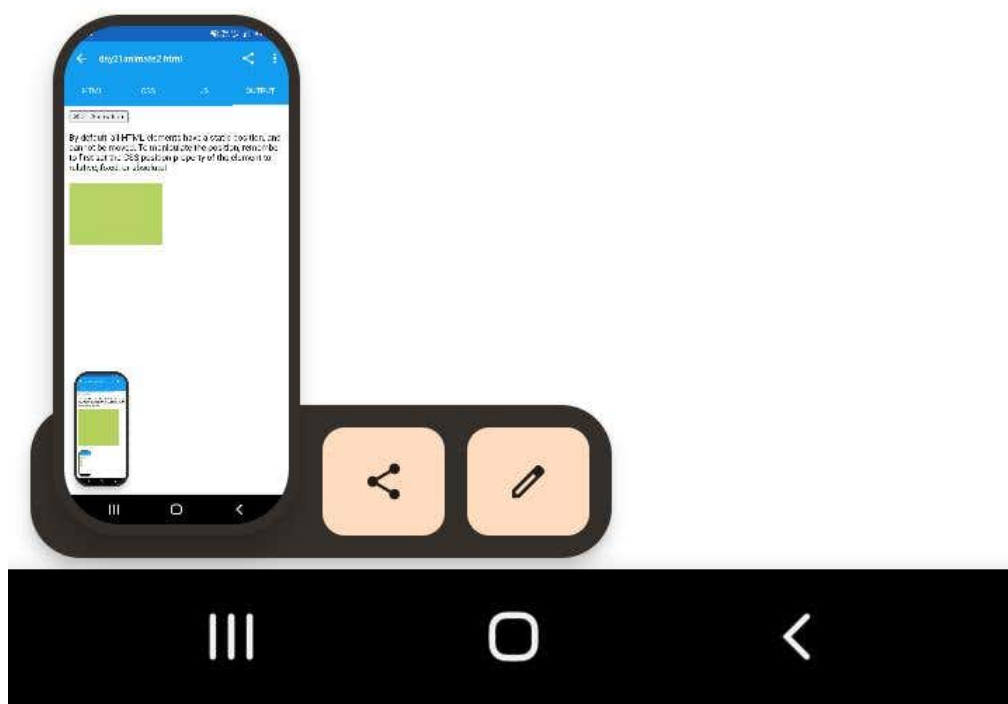 day21animate2.html
HTML CSS JS OUTPUT
By default, all HTML elements have a static position, and
cannot be moved. To manipulate the position, remembe
to first set the CSS position property of the element to
relative, fixed, or absolute!